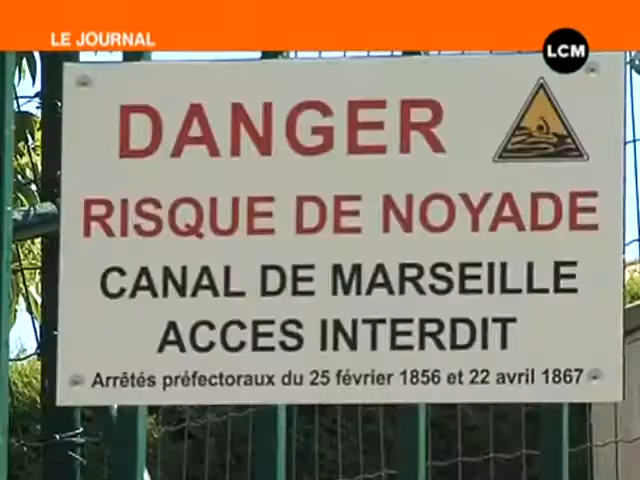 LE JOURNAL
LCM
DANGER
RISQUE DE NOYADE
CANAL DE MARSEILLE
ACCES INTERDIT
Arrêtés préfectoraux du 25 février 1856 et 22 avril 1867